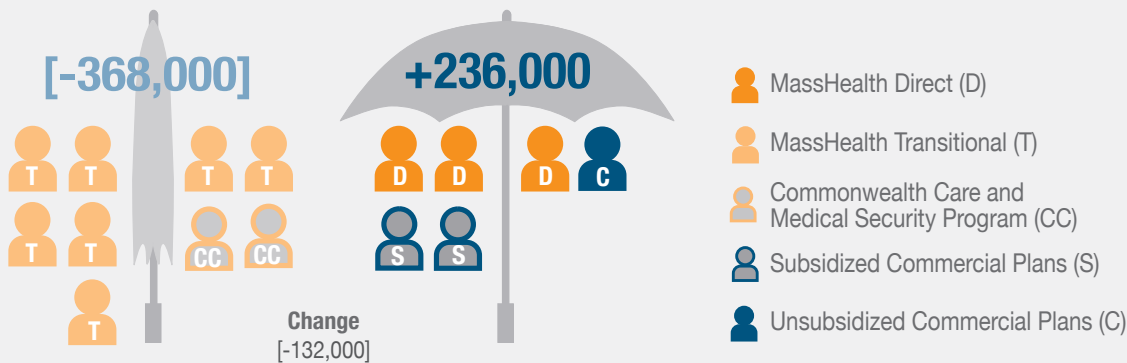 [-368,000]
+236,000
T T T T
T T CC CC
T
D D D C
S S
Change
[-132,000]
MassHealth Direct (D)
MassHealth Transitional (T)
Commonwealth Care and
Medical Security Program (CC)
Subsidized Commercial Plans (S)
Unsubsidized Commercial Plans (C)